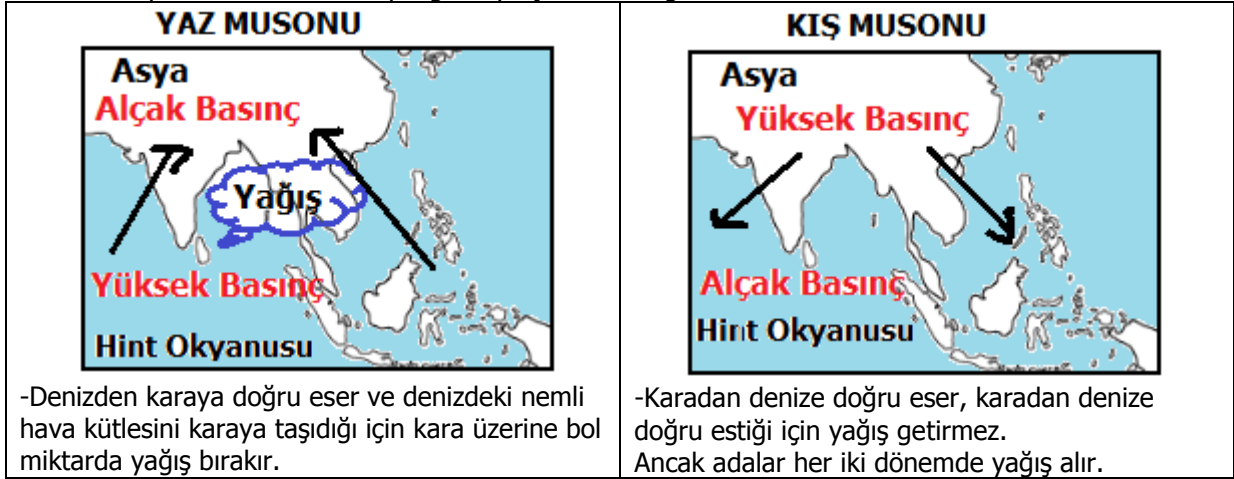 YAZ MUSONU
Asya
Alçak Basınç
Yağış
Yüksek Basınç
Hint Okyanusu
-Denizden karaya doğru eser ve denizdeki nemli
hava kütlesini karaya taşıdığı için kara üzerine bol
miktarda yağış bırakır.
KIŞ MUSONU
Asya
Yüksek Basınç
Alçak Basınç
Hint Okyanusu
-Karadan denize doğru eser, karadan denize
doğru estiği için yağış getirmez.
Ancak adalar her iki dönemde yağış alır.